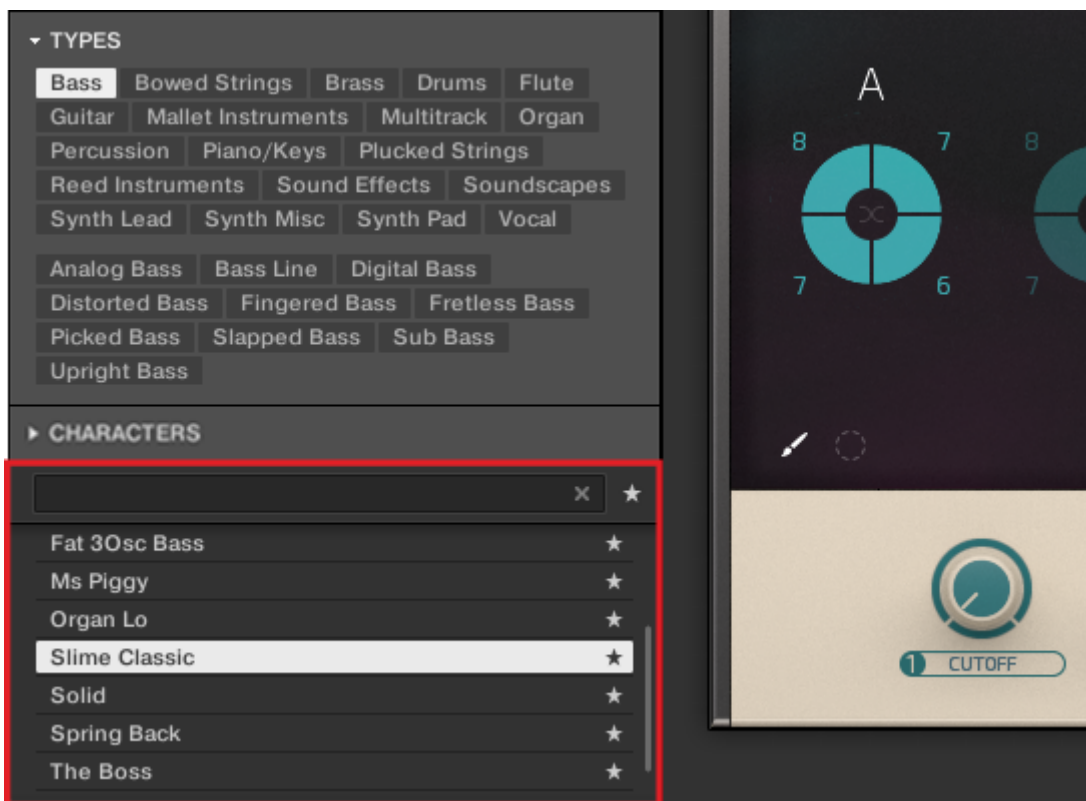 TYPES
Bass Bowed Strings Brass Drums Flute
Guitar Mallet Instruments Multitrack Organ
Percussion Piano/Keys Plucked Strings
Reed Instruments Sound Effects Soundscapes
Synth Lead Synth Misc Synth Pad Vocal
Analog Bass Bass Line Digital Bass
Distorted Bass Fingered Bass Fretless Bass
Picked Bass Slapped Bass Sub Bass
Upright Bass
CHARACTERS
Fat 3Osc Bass
Ms Piggy
Organ Lo
Slime Classic
Solid
Spring Back
The Boss
A
8 7 8
7 6 7
1 CUTOFF